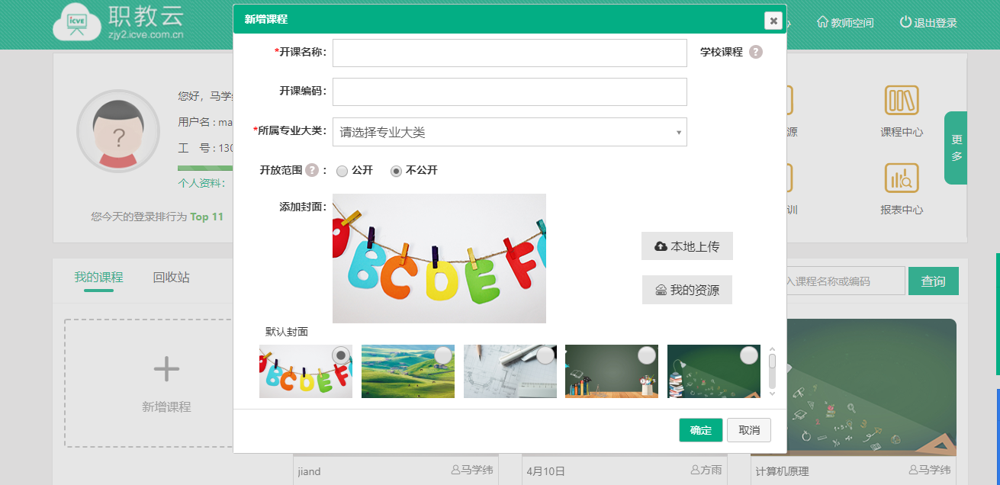 icve 职教云
zjy2.icve.com.cn
教师空间
退出登录
新增课程
*开课名称:
学校课程 ?
开课编码:
*所属专业大类:
请选择专业大类
开放范围 ? :
公开
不公开
添加封面:
本地上传
我的资源
默认封面
确定
取消
您好，马学
用户名 : ma
工 号 : 130
个人资料:
您今天的登录排行为 Top 11
源
课程中心
训
报表中心
更
多
我的课程
回收站
入课程名称或编码
查询
新增课程
jiand
马学纬
4月10日
方雨
计算机原理
马学纬